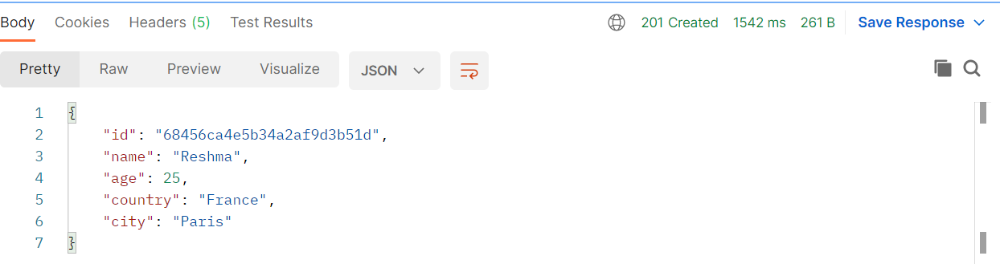 Body Cookies Headers (5) Test Results 201 Created 1542 ms 261 B Save Response
Pretty Raw Preview Visualize JSON
1 {
2 "id": "68456ca4e5b34a2af9d3b51d",
3 "name": "Reshma",
4 "age": 25,
5 "country": "France",
6 "city": "Paris"
7 }